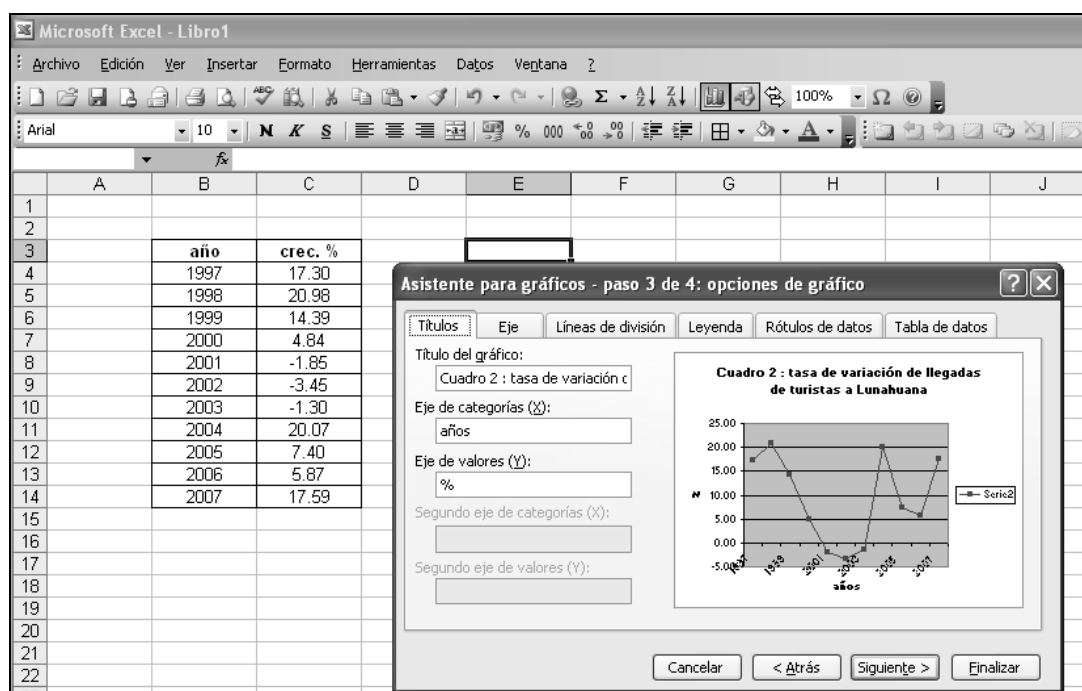 Microsoft Excel - Libro1
Archivo Edición Ver Insertar Formato Herramientas Datos Ventana ?
100%
Arial 10 N K S % 000
fx
A B C D E F G H I J
1
2
3 año crec. %
4 1997 17.30
5 1998 20.98
6 1999 14.39
7 2000 4.84
8 2001 -1.85
9 2002 -3.45
10 2003 -1.30
11 2004 20.07
12 2005 7.40
13 2006 5.87
14 2007 17.59
15
16
17
18
19
20
21
22
Asistente para gráficos - paso 3 de 4: opciones de gráfico
Títulos Eje Líneas de división Leyenda Rótulos de datos Tabla de datos
Título del gráfico:
Cuadro 2 : tasa de variación
Eje de categorías (X):
años
Eje de valores (Y):
%
Segundo eje de categorías (X):
Segundo eje de valores (Y):
Cuadro 2 : tasa de variación de llegadas
de turistas a Lunahuana
25.00
20.00
15.00
10.00
5.00
0.00
-5.00
%
1997 1999 2001 2003 2005 2007
años
Serie2
Cancelar < Atrás Siguiente > Finalizar